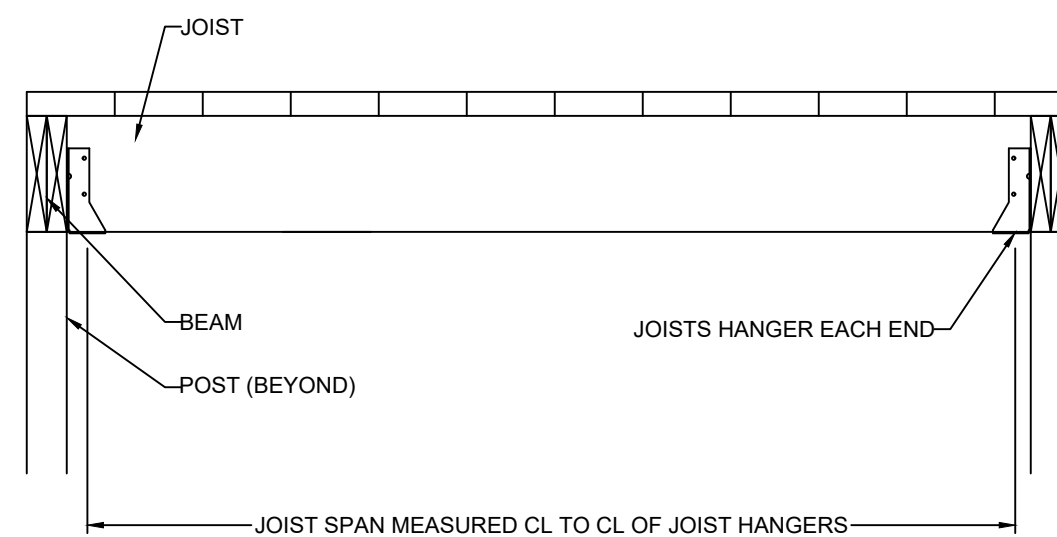 JOIST
BEAM
JOISTS HANGER EACH END
POST (BEYOND)
JOIST SPAN MEASURED CL TO CL OF JOIST HANGERS